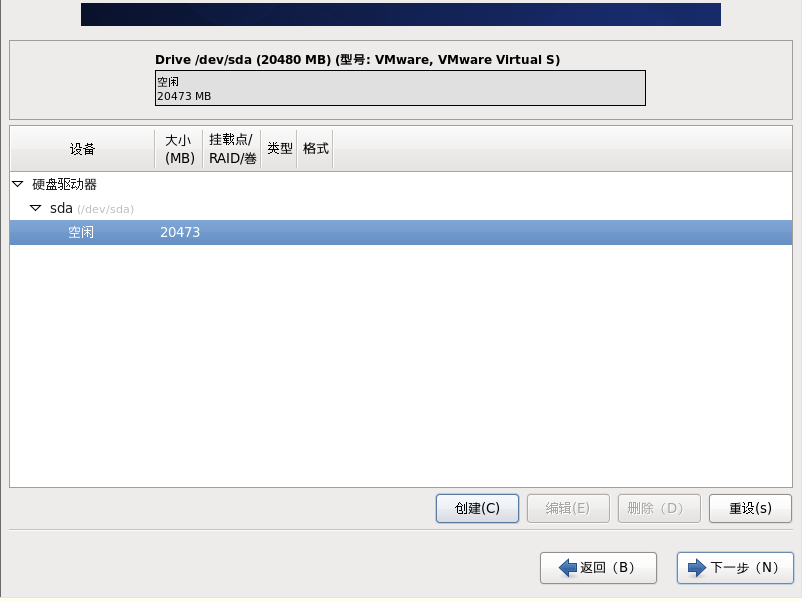 Drive /dev/sda (20480 MB) (型号: VMware, VMware Virtual S)
空闲
20473 MB
设备
大小
(MB)
挂载点/
RAID/卷
类型
格式
硬盘驱动器
sda (/dev/sda)
空闲 20473
创建(C) 编辑(E) 删除（D） 重设(s)
返回（B） 下一步（N）